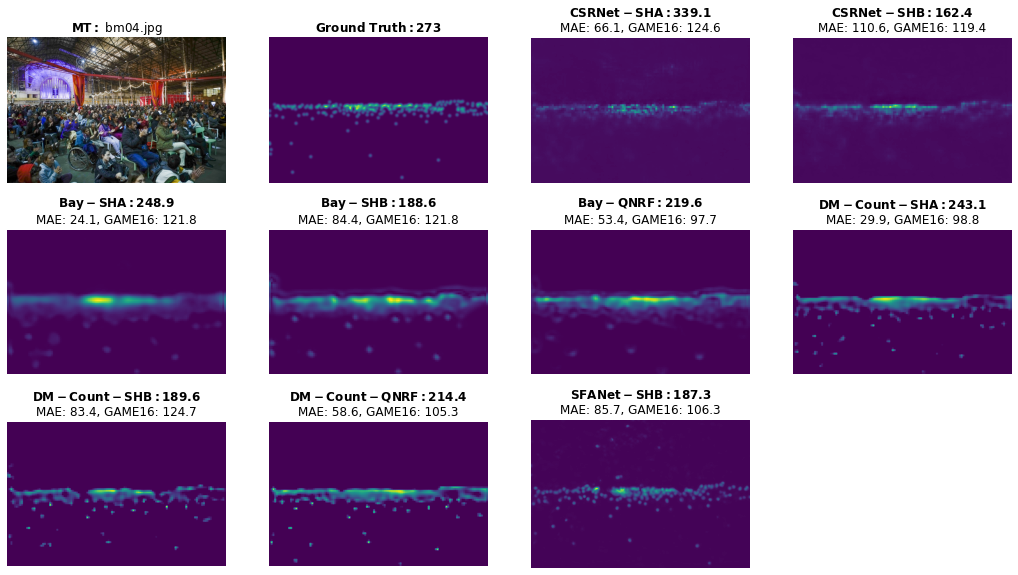 MT: bm04.jpg
Ground Truth:273
CSRNet−SHA:339.1
MAE: 66.1, GAME16: 124.6
CSRNet−SHB:162.4
MAE: 110.6, GAME16: 119.4
Bay−SHA:248.9
MAE: 24.1, GAME16: 121.8
Bay−SHB:188.6
MAE: 84.4, GAME16: 121.8
Bay−QNRF:219.6
MAE: 53.4, GAME16: 97.7
DM−Count−SHA:243.1
MAE: 29.9, GAME16: 98.8
DM−Count−SHB:189.6
MAE: 83.4, GAME16: 124.7
DM−Count−QNRF:214.4
MAE: 58.6, GAME16: 105.3
SFANet−SHB:187.3
MAE: 85.7, GAME16: 106.3